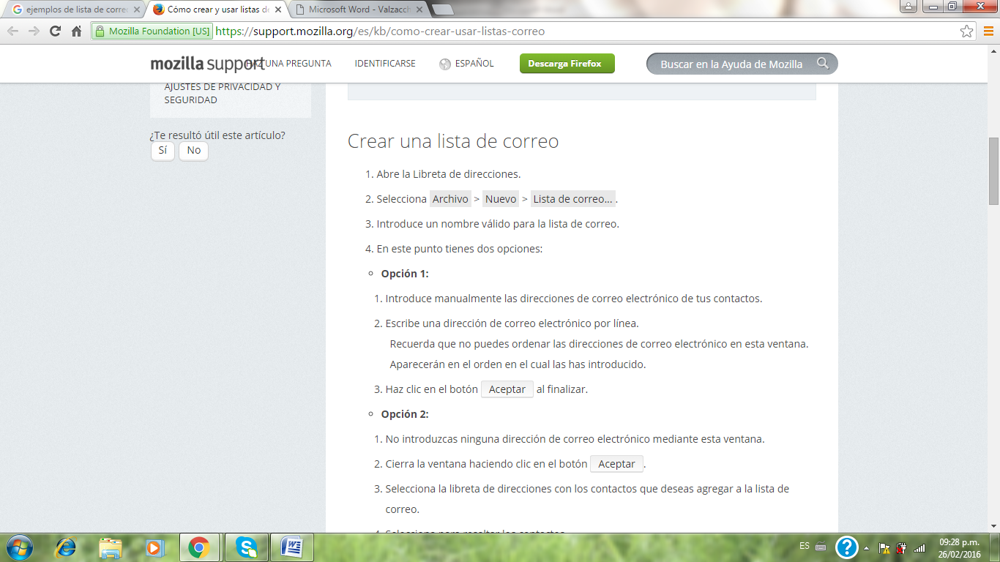 ejemplos de lista de corre
Cómo crear y usar listas de
Microsoft Word - Valzacch
Mozilla Foundation [US]
https://support.mozilla.org/es/kb/como-crear-usar-listas-correo
mozilla support
HAZ UNA PREGUNTA
IDENTIFICARSE
ESPAÑOL
Descarga Firefox
Buscar en la Ayuda de Mozilla
AJUSTES DE PRIVACIDAD Y
SEGURIDAD
¿Te resultó útil este artículo?
Sí No
Crear una lista de correo
1. Abre la Libreta de direcciones.
2. Selecciona Archivo > Nuevo > Lista de correo... .
3. Introduce un nombre válido para la lista de correo.
4. En este punto tienes dos opciones:
Opción 1:
1. Introduce manualmente las direcciones de correo electrónico de tus contactos.
2. Escribe una dirección de correo electrónico por línea.
Recuerda que no puedes ordenar las direcciones de correo electrónico en esta ventana.
Aparecerán en el orden en el cual las has introducido.
3. Haz clic en el botón Aceptar al finalizar.
Opción 2:
1. No introduzcas ninguna dirección de correo electrónico mediante esta ventana.
2. Cierra la ventana haciendo clic en el botón Aceptar .
3. Selecciona la libreta de direcciones con los contactos que deseas agregar a la lista de
correo.
4. Selecciona para resaltar los contactos
ES
09:28 p.m.
26/02/2016